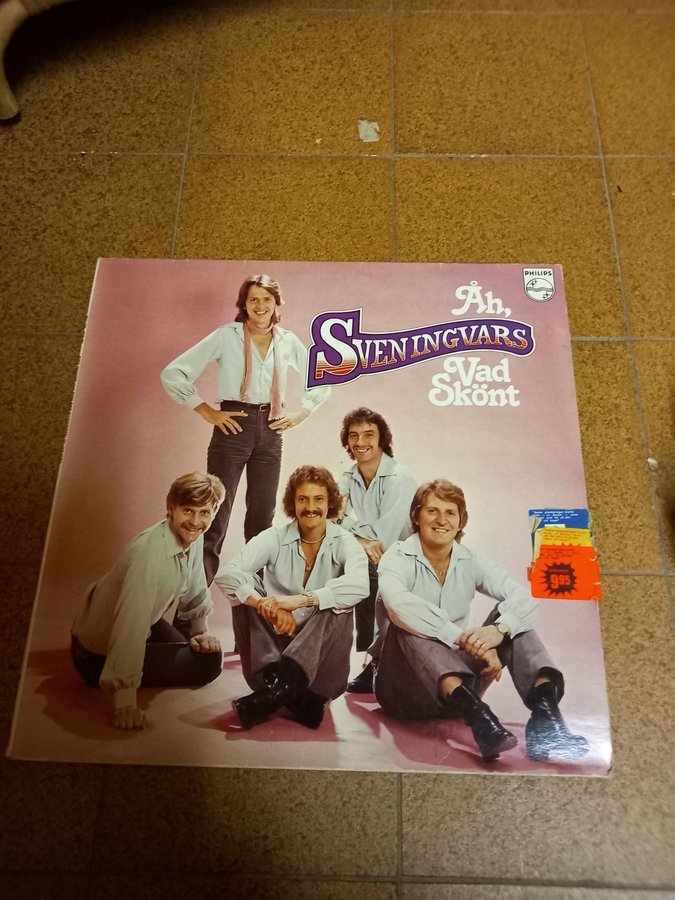 PHILIPS
Åh,
SVENINGVARS
Vad
Skönt
9.95